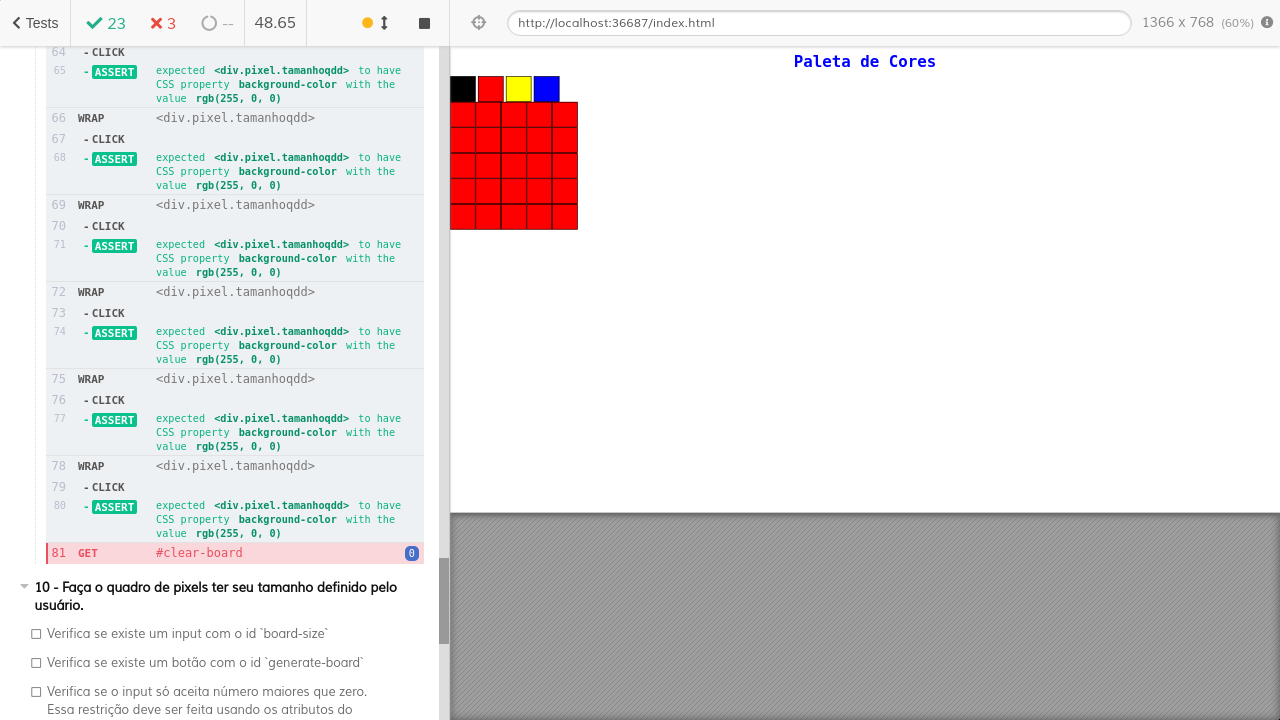 Tests 23 3 -- 48.65 http://localhost:36687/index.html 1366 x 768 (60%)
64 - CLICK
65 - ASSERT expected <div.pixel.tamanhoqdd> to have
CSS property background-color with the
value rgb(255, 0, 0)
66 WRAP <div.pixel.tamanhoqdd>
67 - CLICK
68 - ASSERT expected <div.pixel.tamanhoqdd> to have
CSS property background-color with the
value rgb(255, 0, 0)
69 WRAP <div.pixel.tamanhoqdd>
70 - CLICK
71 - ASSERT expected <div.pixel.tamanhoqdd> to have
CSS property background-color with the
value rgb(255, 0, 0)
72 WRAP <div.pixel.tamanhoqdd>
73 - CLICK
74 - ASSERT expected <div.pixel.tamanhoqdd> to have
CSS property background-color with the
value rgb(255, 0, 0)
75 WRAP <div.pixel.tamanhoqdd>
76 - CLICK
77 - ASSERT expected <div.pixel.tamanhoqdd> to have
CSS property background-color with the
value rgb(255, 0, 0)
78 WRAP <div.pixel.tamanhoqdd>
79 - CLICK
80 - ASSERT expected <div.pixel.tamanhoqdd> to have
CSS property background-color with the
value rgb(255, 0, 0)
81 GET #clear-board 0
10 - Faça o quadro de pixels ter seu tamanho definido pelo
usuário.
Verifica se existe um input com o id `board-size`
Verifica se existe um botão com o id `generate-board`
Verifica se o input só aceita número maiores que zero.
Essa restrição deve ser feita usando os atributos do
Paleta de Cores